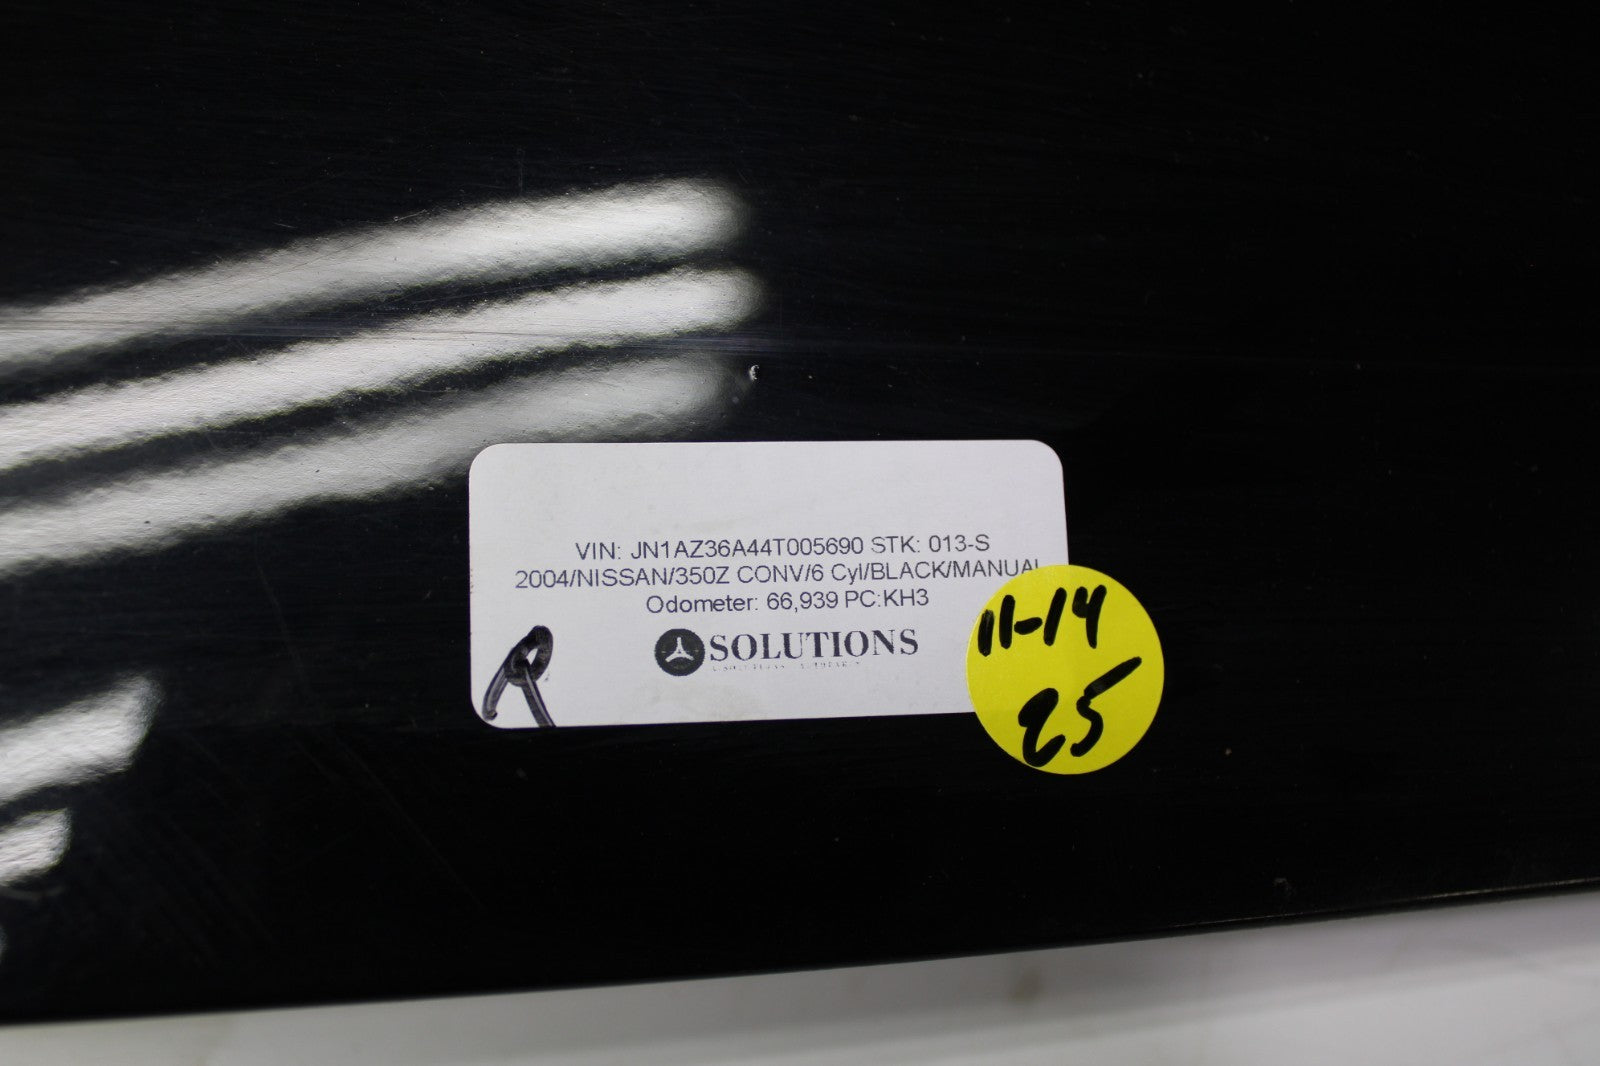 VIN: JN1AZ36A44T005690 STK: 013-S
2004/NISSAN/350Z CONV/6 Cyl/BLACK/MANUAL
Odometer: 66,939 PC:KH3
SOLUTIONS
R
11-14
25